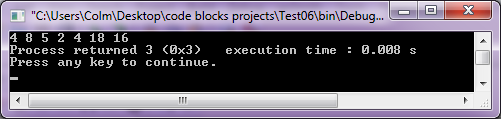 "C:\Users\Colm\Desktop\code blocks projects\Test06\bin\Debug...
4 8 5 2 4 18 16
Process returned 3 (0x3)   execution time : 0.008 s
Press any key to continue.